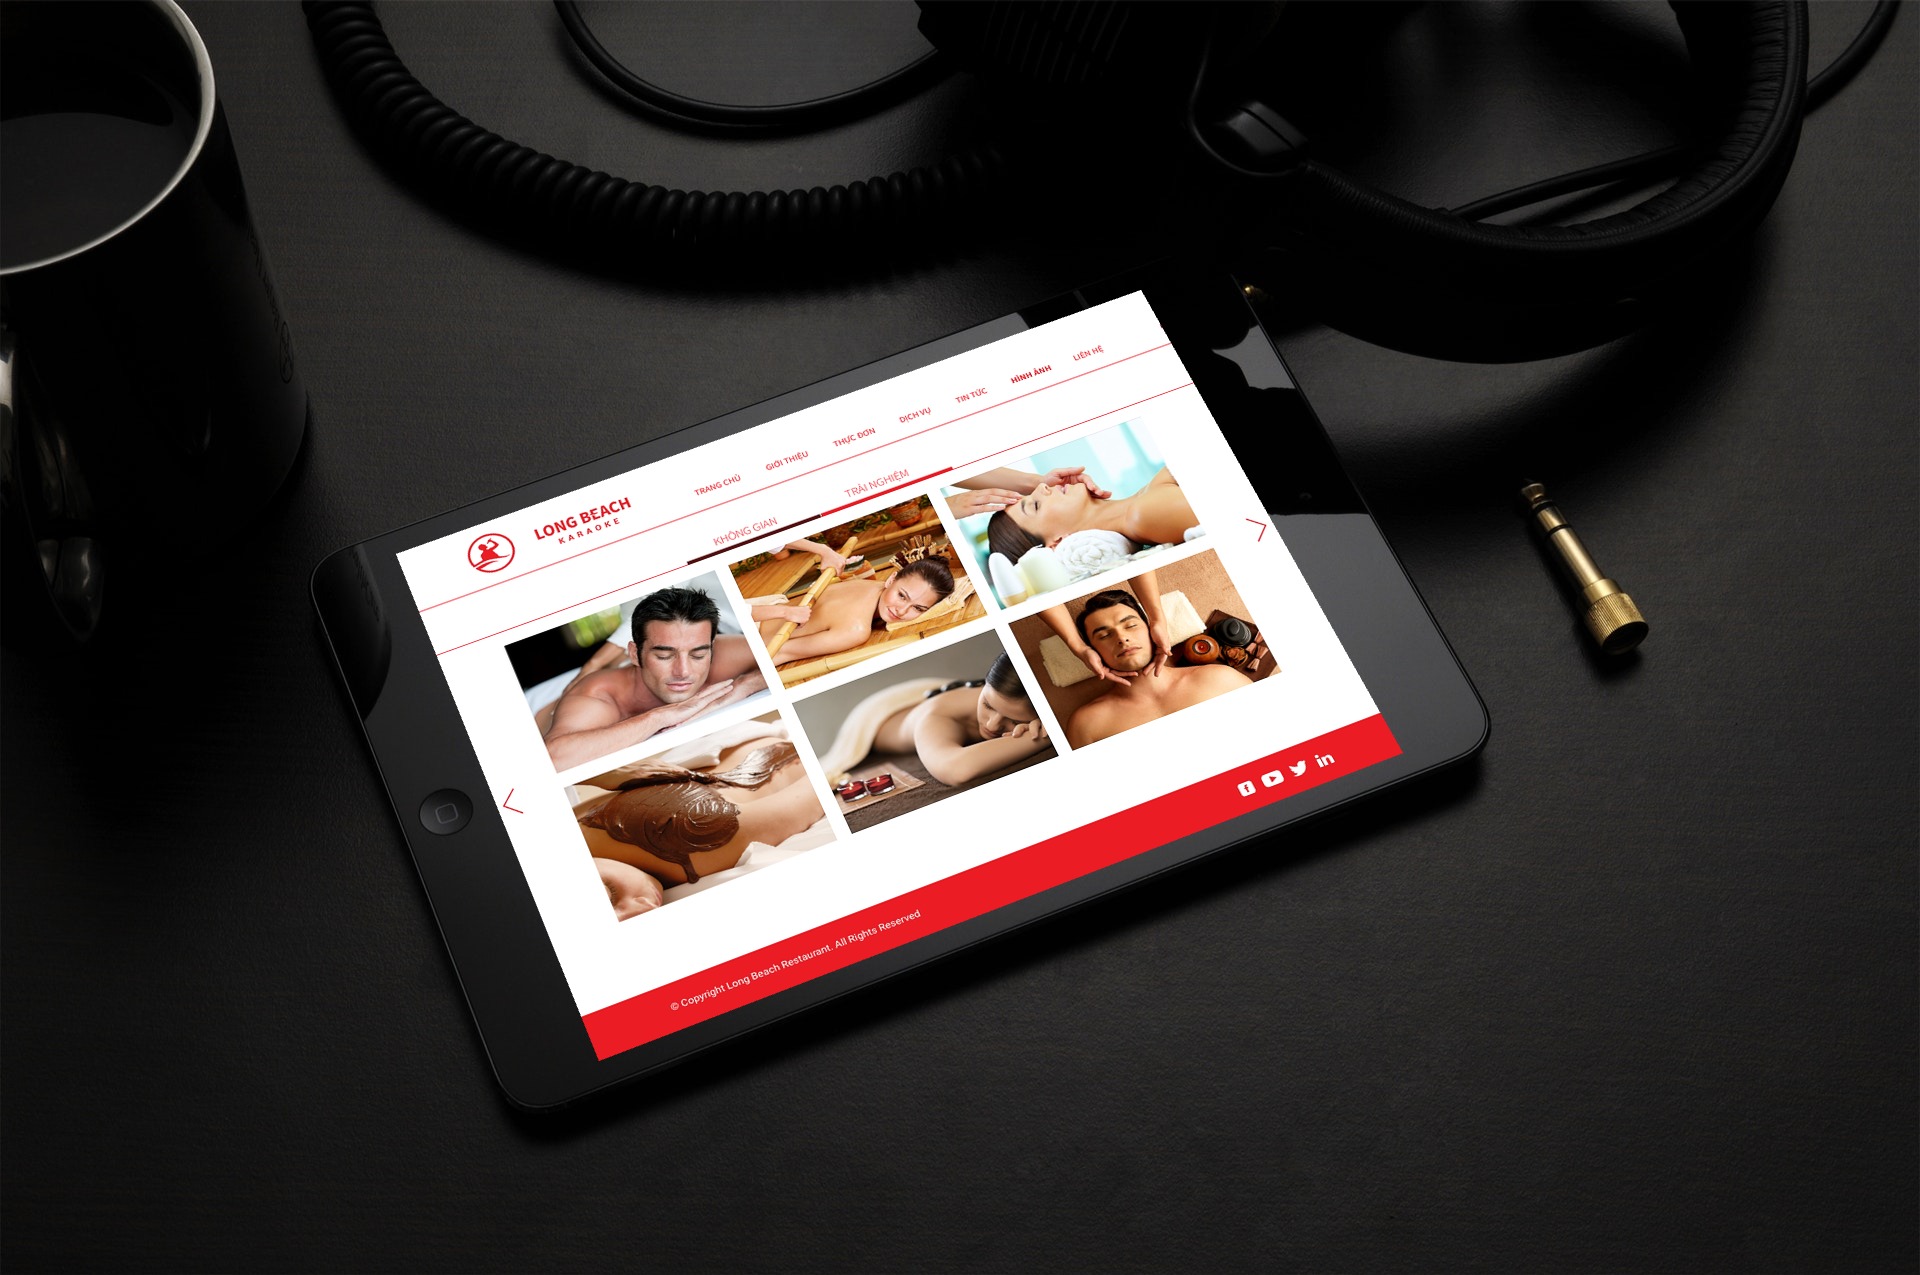 LONG BEACH
KARAOKE
TRANG CHỦ
GIỚI THIỆU
THỰC ĐƠN
DỊCH VỤ
TIN TỨC
HÌNH ẢNH
LIÊN HỆ
KHÔNG GIAN
TRẢI NGHIỆM
© Copyright Long Beach Restaurant. All Rights Reserved